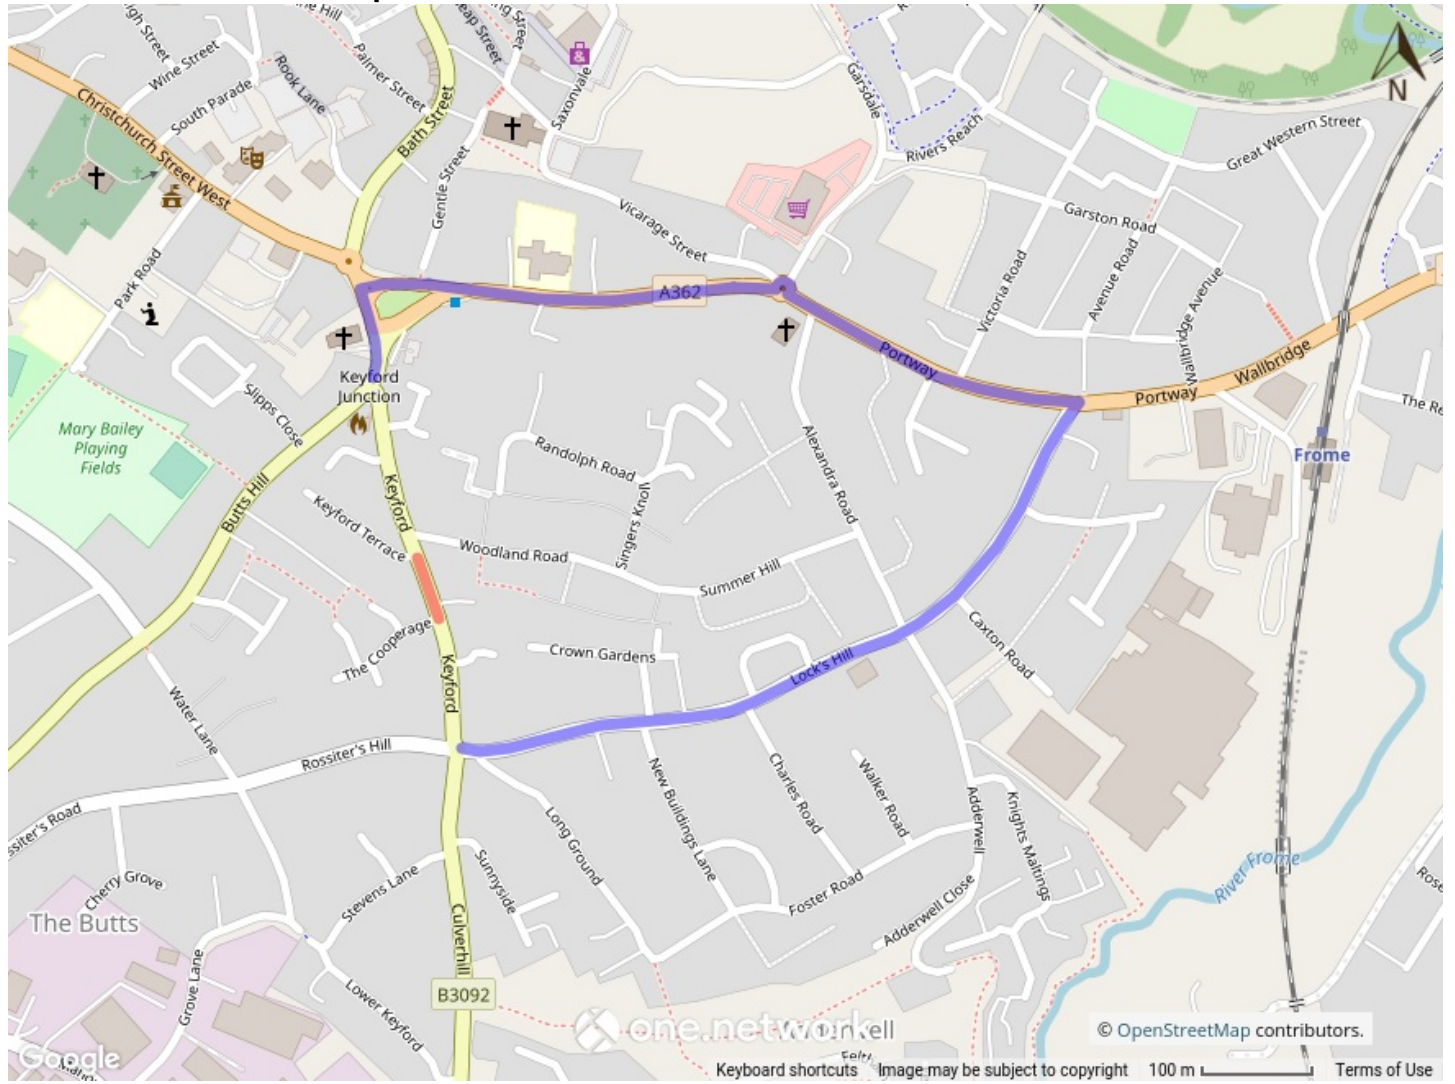 Wine Street
Palmer Street
Rook Lane
South Parade
Christchurch Street West
Bath Street
Saxonvale
Gentle Street
Garsdale
Rivers Reach
Great Western Street
N
Vicarage Street
Garston Road
Park Road
A362
Victoria Road
Avenue Road
Wallbridge Avenue
Portway
Wallbridge
Portway
Keyford
Junction
Slipps Close
Mary Bailey
Playing
Fields
Randolph Road
Alexandra Road
Frome
Butts Hill
Keyford
Singers Knoll
Keyford Terrace
Woodland Road
Summer Hill
The Cooperage
Crown Gardens
Lock's Hill
Caxton Road
Keyford
Water Lane
Rossiter's Hill
New Buildings Lane
Charles Road
Walker Road
Adderwell
Knights Maltings
Long Ground
Cherry Grove
Stevens Lane
Sunnyside
Foster Road
Adderwell Close
River Frome
The Butts
Culverhill
Grove Lane
Lower Keyford
B3092
one.network
© OpenStreetMap contributors.
Google
Keyboard shortcuts Image may be subject to copyright 100 m Terms of Use